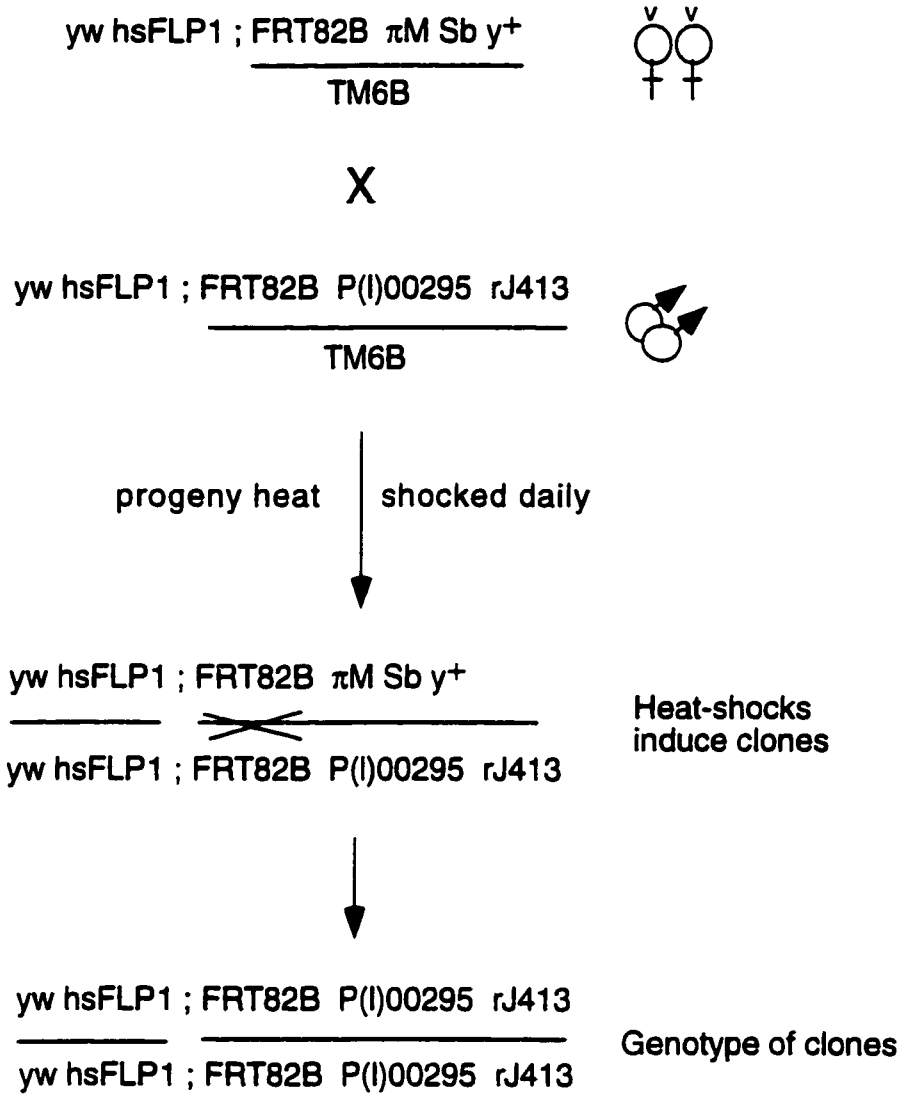 yw hsFLP1 ; FRT82B πM Sb y+
TM6B
v v
X
yw hsFLP1 ; FRT82B P(l)00295 rJ413
TM6B
progeny heat shocked daily
yw hsFLP1 ; FRT82B πM Sb y+
yw hsFLP1 ; FRT82B P(l)00295 rJ413
Heat-shocks
induce clones
yw hsFLP1 ; FRT82B P(l)00295 rJ413
yw hsFLP1 ; FRT82B P(l)00295 rJ413
Genotype of clones